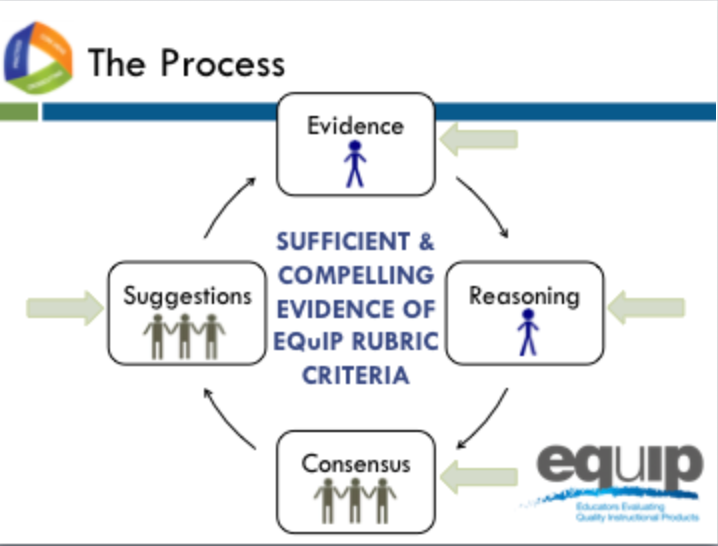 The Process
Evidence
SUFFICIENT &
COMPELLING
EVIDENCE OF
EQuIP RUBRIC
CRITERIA
Suggestions
Reasoning
Consensus
equip
Educators Evaluating
Quality Instructional Products